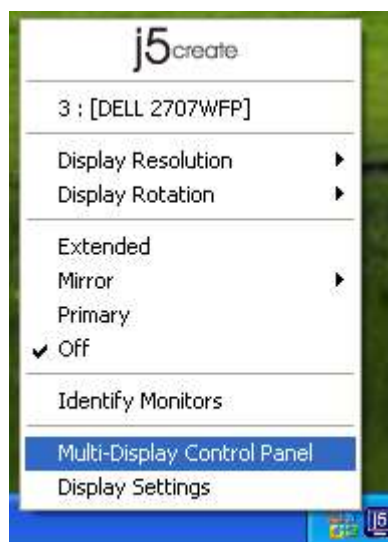 j5create
3 : [DELL 2707WFP]
Display Resolution
Display Rotation
Extended
Mirror
Primary
Off
Identify Monitors
Multi-Display Control Panel
Display Settings
j5